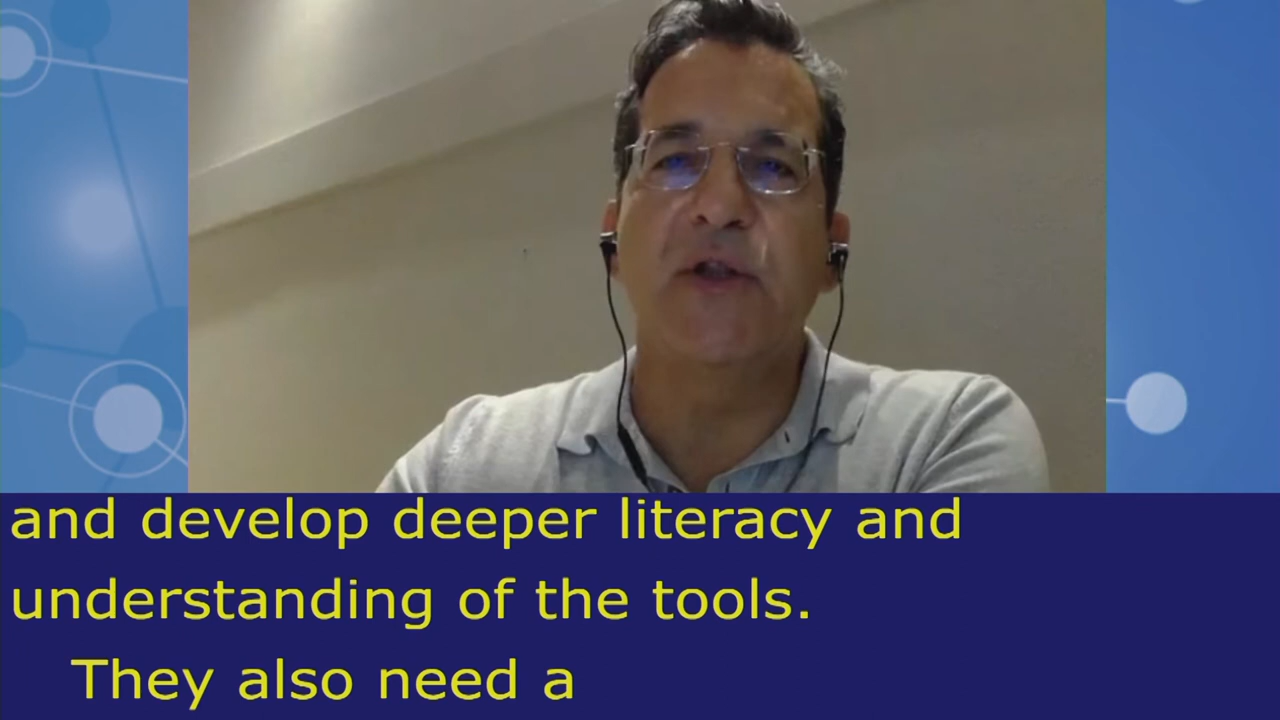 and develop deeper literacy and
understanding of the tools.
They also need a